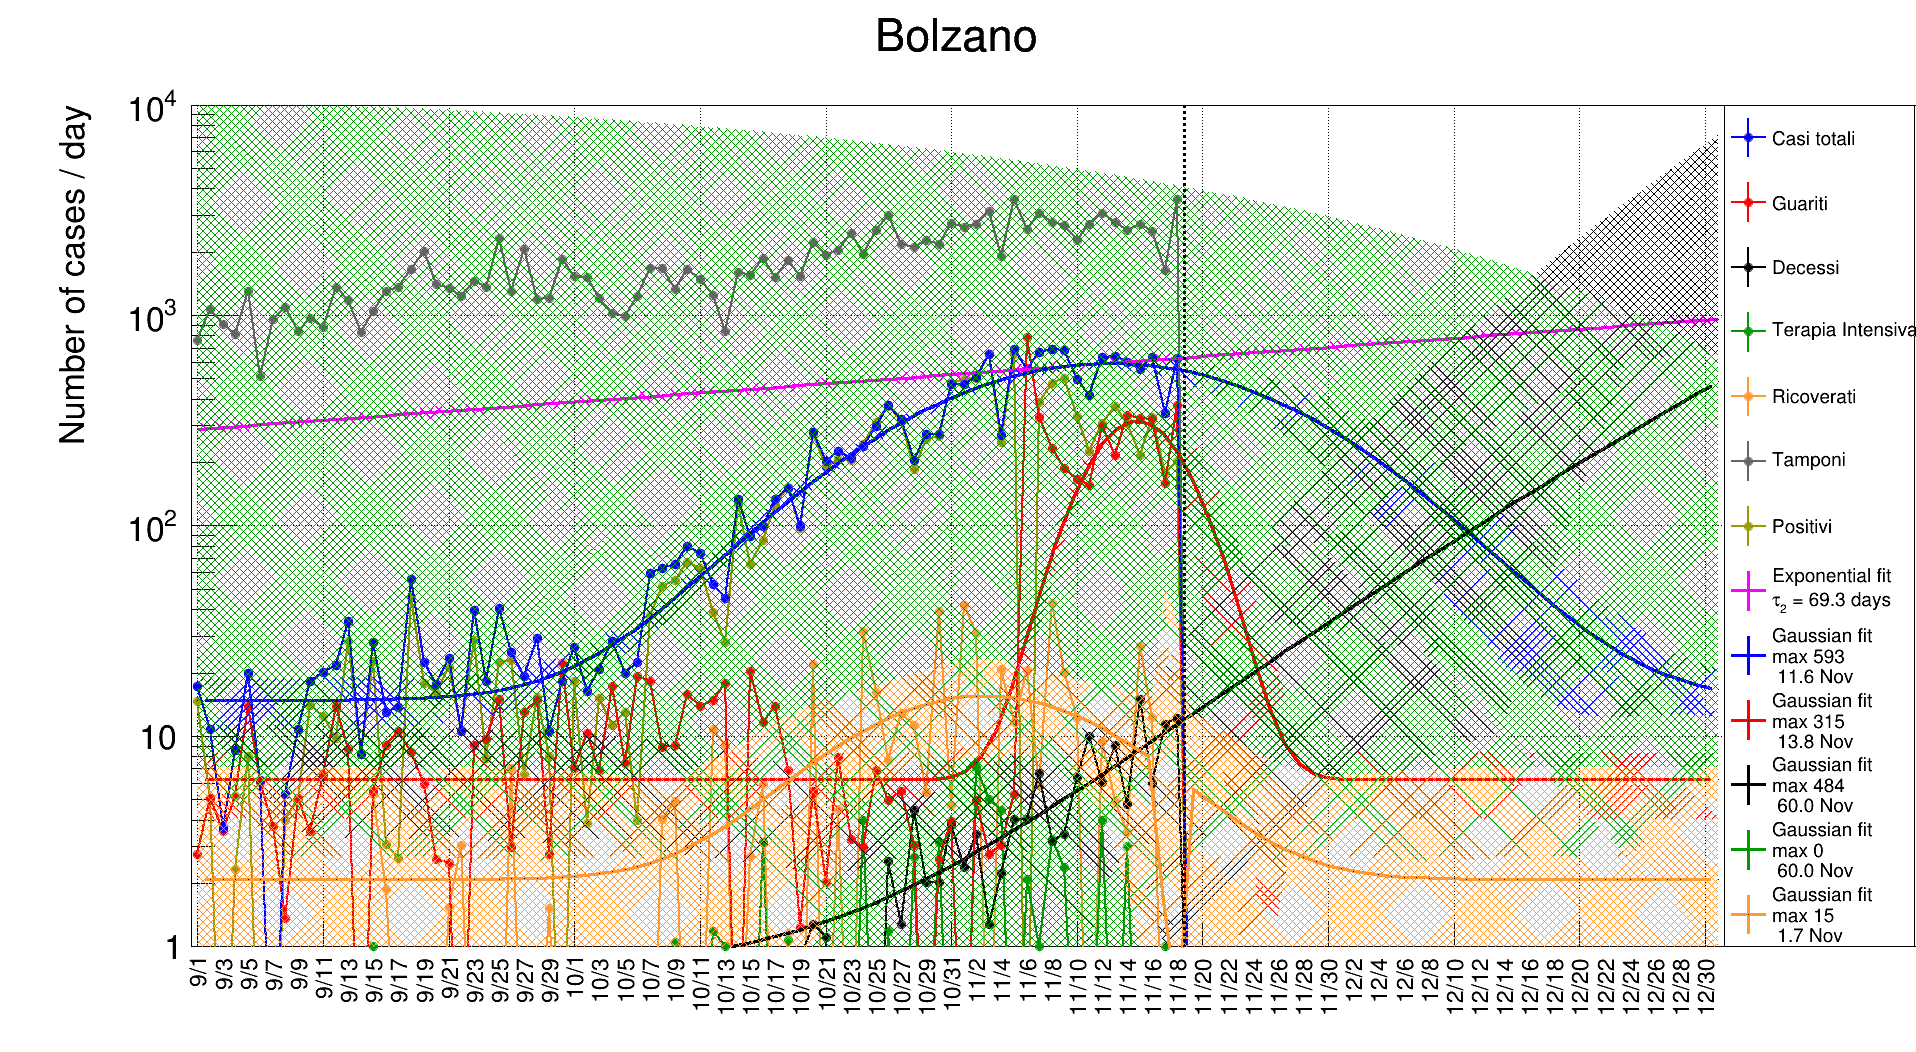 Bolzano
Number of cases / day
10^4
10^3
10^2
10
1
9/1
9/3
9/5
9/7
9/9
9/11
9/13
9/15
9/17
9/19
9/21
9/23
9/25
9/27
9/29
10/1
10/3
10/5
10/7
10/9
10/11
10/13
10/15
10/17
10/19
10/21
10/23
10/25
10/27
10/29
10/31
11/2
11/4
11/6
11/8
11/10
11/12
11/14
11/16
11/18
11/20
11/22
11/24
11/26
11/28
11/30
12/2
12/4
12/6
12/8
12/10
12/12
12/14
12/16
12/18
12/20
12/22
12/24
12/26
12/28
12/30
Casi totali
Guariti
Decessi
Terapia Intensiva
Ricoverati
Tamponi
Positivi
Exponential fit
τ2 = 69.3 days
Gaussian fit
max 593
11.6 Nov
Gaussian fit
max 315
13.8 Nov
Gaussian fit
max 484
60.0 Nov
Gaussian fit
max 0
60.0 Nov
Gaussian fit
max 15
1.7 Nov